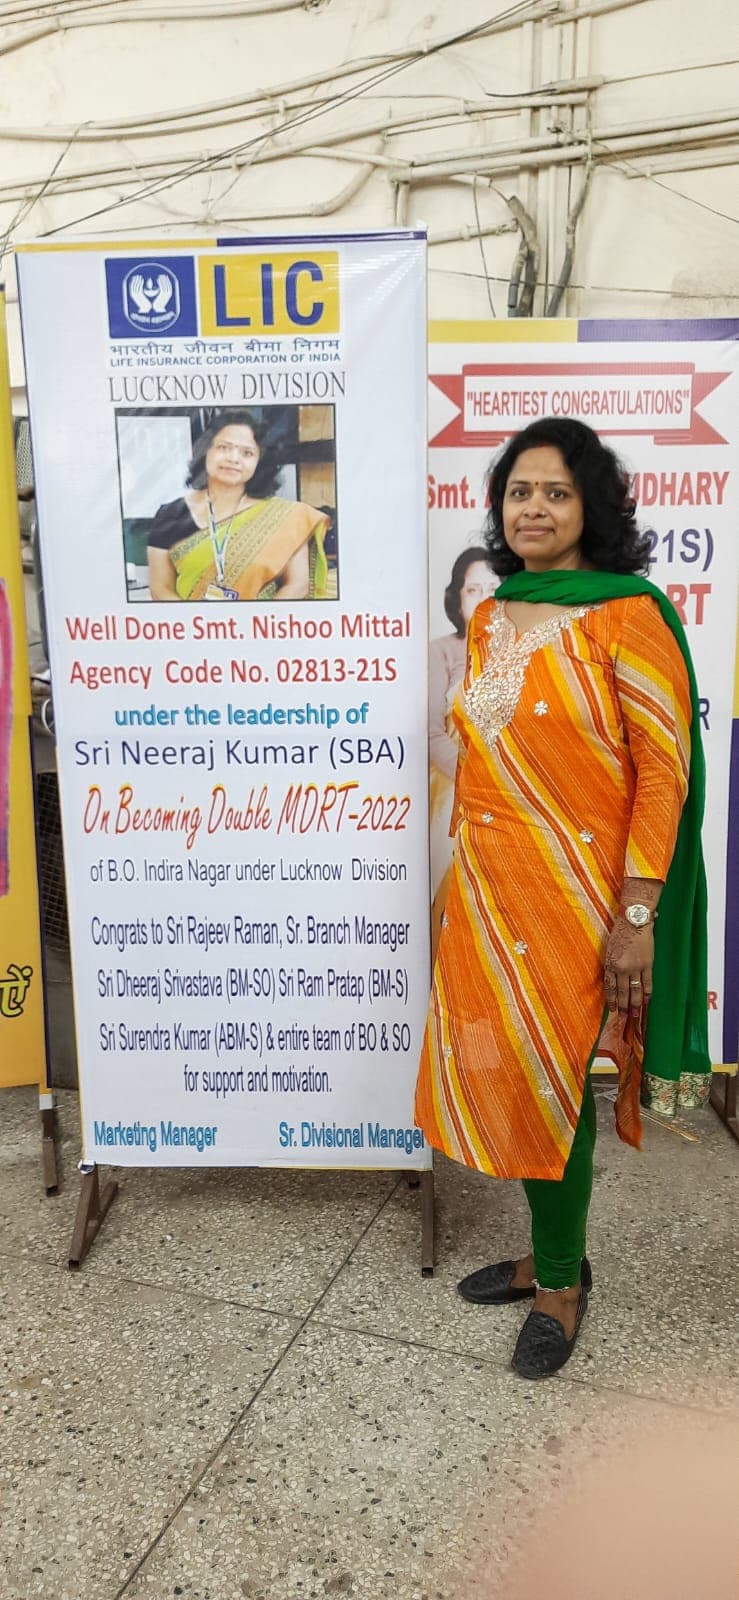 LIC
भारतीय जीवन बीमा निगम
LIFE INSURANCE CORPORATION OF INDIA
LUCKNOW DIVISION
Well Done Smt. Nishoo Mittal
Agency Code No. 02813-21S
under the leadership of
Sri Neeraj Kumar (SBA)
On Becoming Double MDRT-2022
of B.O. Indira Nagar under Lucknow Division
Congrats to Sri Rajeev Raman, Sr. Branch Manager
Sri Dheeraj Srivastava (BM-SO) Sri Ram Pratap (BM-S)
Sri Surendra Kumar (ABM-S) & entire team of BO & SO
for support and motivation.
Marketing Manager Sr. Divisional Manager
"HEARTIEST CONGRATULATIONS"
Smt.
21S)
RT
R